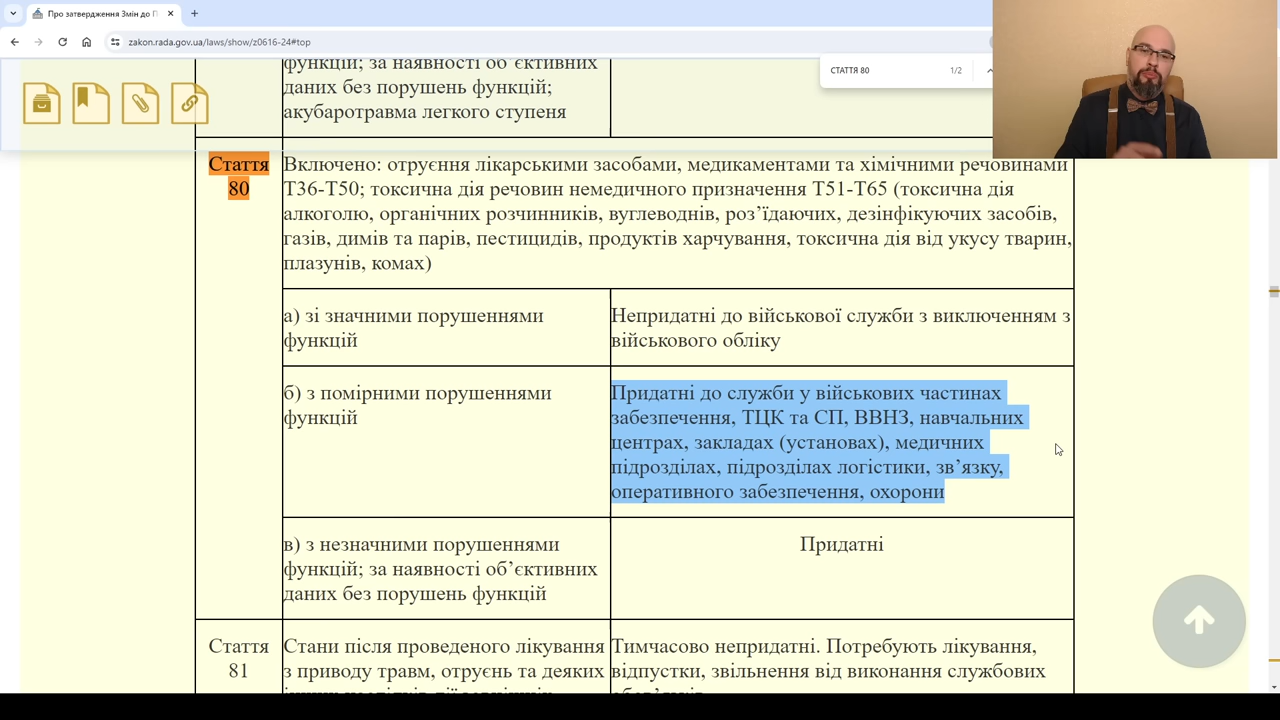 Про затвердження Змін до П
zakon.rada.gov.ua/laws/show/z0616-24#top
СТАТТЯ 80
1/2
функцій; за наявності об’єктивних
даних без порушень функцій;
акубаротравма легкого ступеня
Стаття
80
Включено: отруєння лікарськими засобами, медикаментами та хімічними речовинами
Т36-Т50; токсична дія речовин немедичного призначення Т51-Т65 (токсична дія
алкоголю, органічних розчинників, вуглеводнів, роз’їдаючих, дезінфікуючих засобів,
газів, димів та парів, пестицидів, продуктів харчування, токсична дія від укусу тварин,
плазунів, комах)
а) зі значними порушеннями
функцій
Непридатні до військової служби з виключенням з
військового обліку
б) з помірними порушеннями
функцій
Придатні до служби у військових частинах
забезпечення, ТЦК та СП, ВВНЗ, навчальних
центрах, закладах (установах), медичних
підрозділах, підрозділах логістики, зв’язку,
оперативного забезпечення, охорони
в) з незначними порушеннями
функцій; за наявності об’єктивних
даних без порушень функцій
Придатні
Стаття
81
Стани після проведеного лікування
з приводу травм, отруєнь та деяких
Тимчасово непридатні. Потребують лікування,
відпустки, звільнення від виконання службових